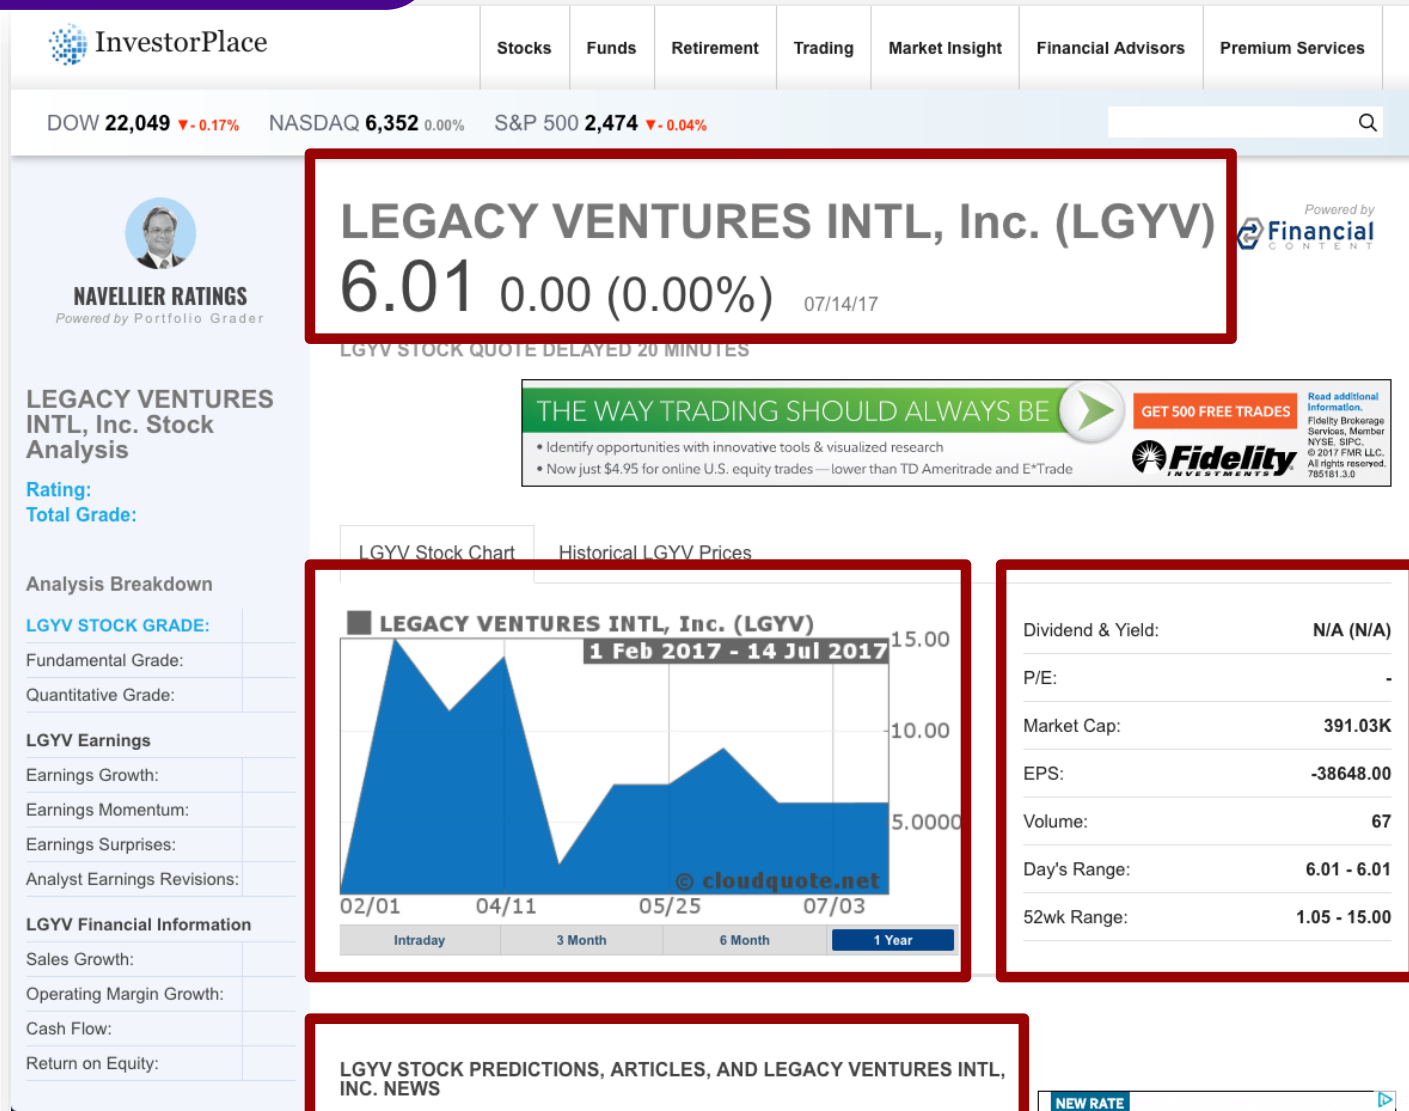 InvestorPlace
Stocks Funds Retirement Trading Market Insight Financial Advisors Premium Services
DOW 22,049 ▼- 0.17% NASDAQ 6,352 0.00% S&P 500 2,474 ▼- 0.04%
NAVELLIER RATINGS
Powered by Portfolio Grader
LEGACY VENTURES
INTL, Inc. Stock
Analysis
Rating:
Total Grade:
Analysis Breakdown
LGYV STOCK GRADE:
Fundamental Grade:
Quantitative Grade:
LGYV Earnings
Earnings Growth:
Earnings Momentum:
Earnings Surprises:
Analyst Earnings Revisions:
LGYV Financial Information
Sales Growth:
Operating Margin Growth:
Cash Flow:
Return on Equity:
LEGACY VENTURES INTL, Inc. (LGYV)
6.01 0.00 (0.00%) 07/14/17
Powered by
Financial
CONTENT
LGYV STOCK QUOTE DELAYED 20 MINUTES
THE WAY TRADING SHOULD ALWAYS BE
• Identify opportunities with innovative tools & visualized research
• Now just $4.95 for online U.S. equity trades — lower than TD Ameritrade and E*Trade
GET 500 FREE TRADES
Fidelity
INVESTMENTS
Read additional
Information.
Fidelity Brokerage
Services, Member
NYSE, SIPC.
© 2017 FMR LLC.
All rights reserved.
785181.3.0
LGYV Stock Chart Historical LGYV Prices
LEGACY VENTURES INTL, Inc. (LGYV)
1 Feb 2017 - 14 Jul 2017
15.00
10.00
5.0000
© cloudquote.net
02/01 04/11 05/25 07/03
Intraday 3 Month 6 Month 1 Year
Dividend & Yield: N/A (N/A)
P/E: -
Market Cap: 391.03K
EPS: -38648.00
Volume: 67
Day's Range: 6.01 - 6.01
52wk Range: 1.05 - 15.00
LGYV STOCK PREDICTIONS, ARTICLES, AND LEGACY VENTURES INTL,
INC. NEWS
NEW RATE